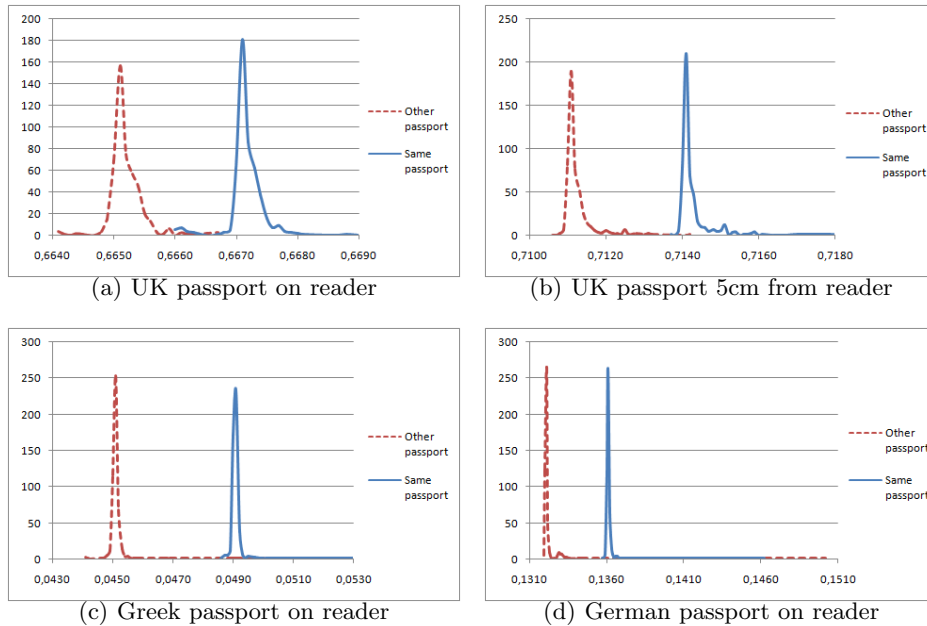 200
180
160
140
120
100
80
60
40
20
0
0,6640 0,6650 0,6660 0,6670 0,6680 0,6690
Other
passport
Same
passport
(a) UK passport on reader
250
200
150
100
50
0
0,7100 0,7120 0,7140 0,7160 0,7180
Other
passport
Same
passport
(b) UK passport 5cm from reader
300
250
200
150
100
50
0
0,0430 0,0450 0,0470 0,0490 0,0510 0,0530
Other
passport
Same
passport
(c) Greek passport on reader
300
250
200
150
100
50
0
0,1310 0,1360 0,1410 0,1460 0,1510
Other
passport
Same
passport
(d) German passport on reader